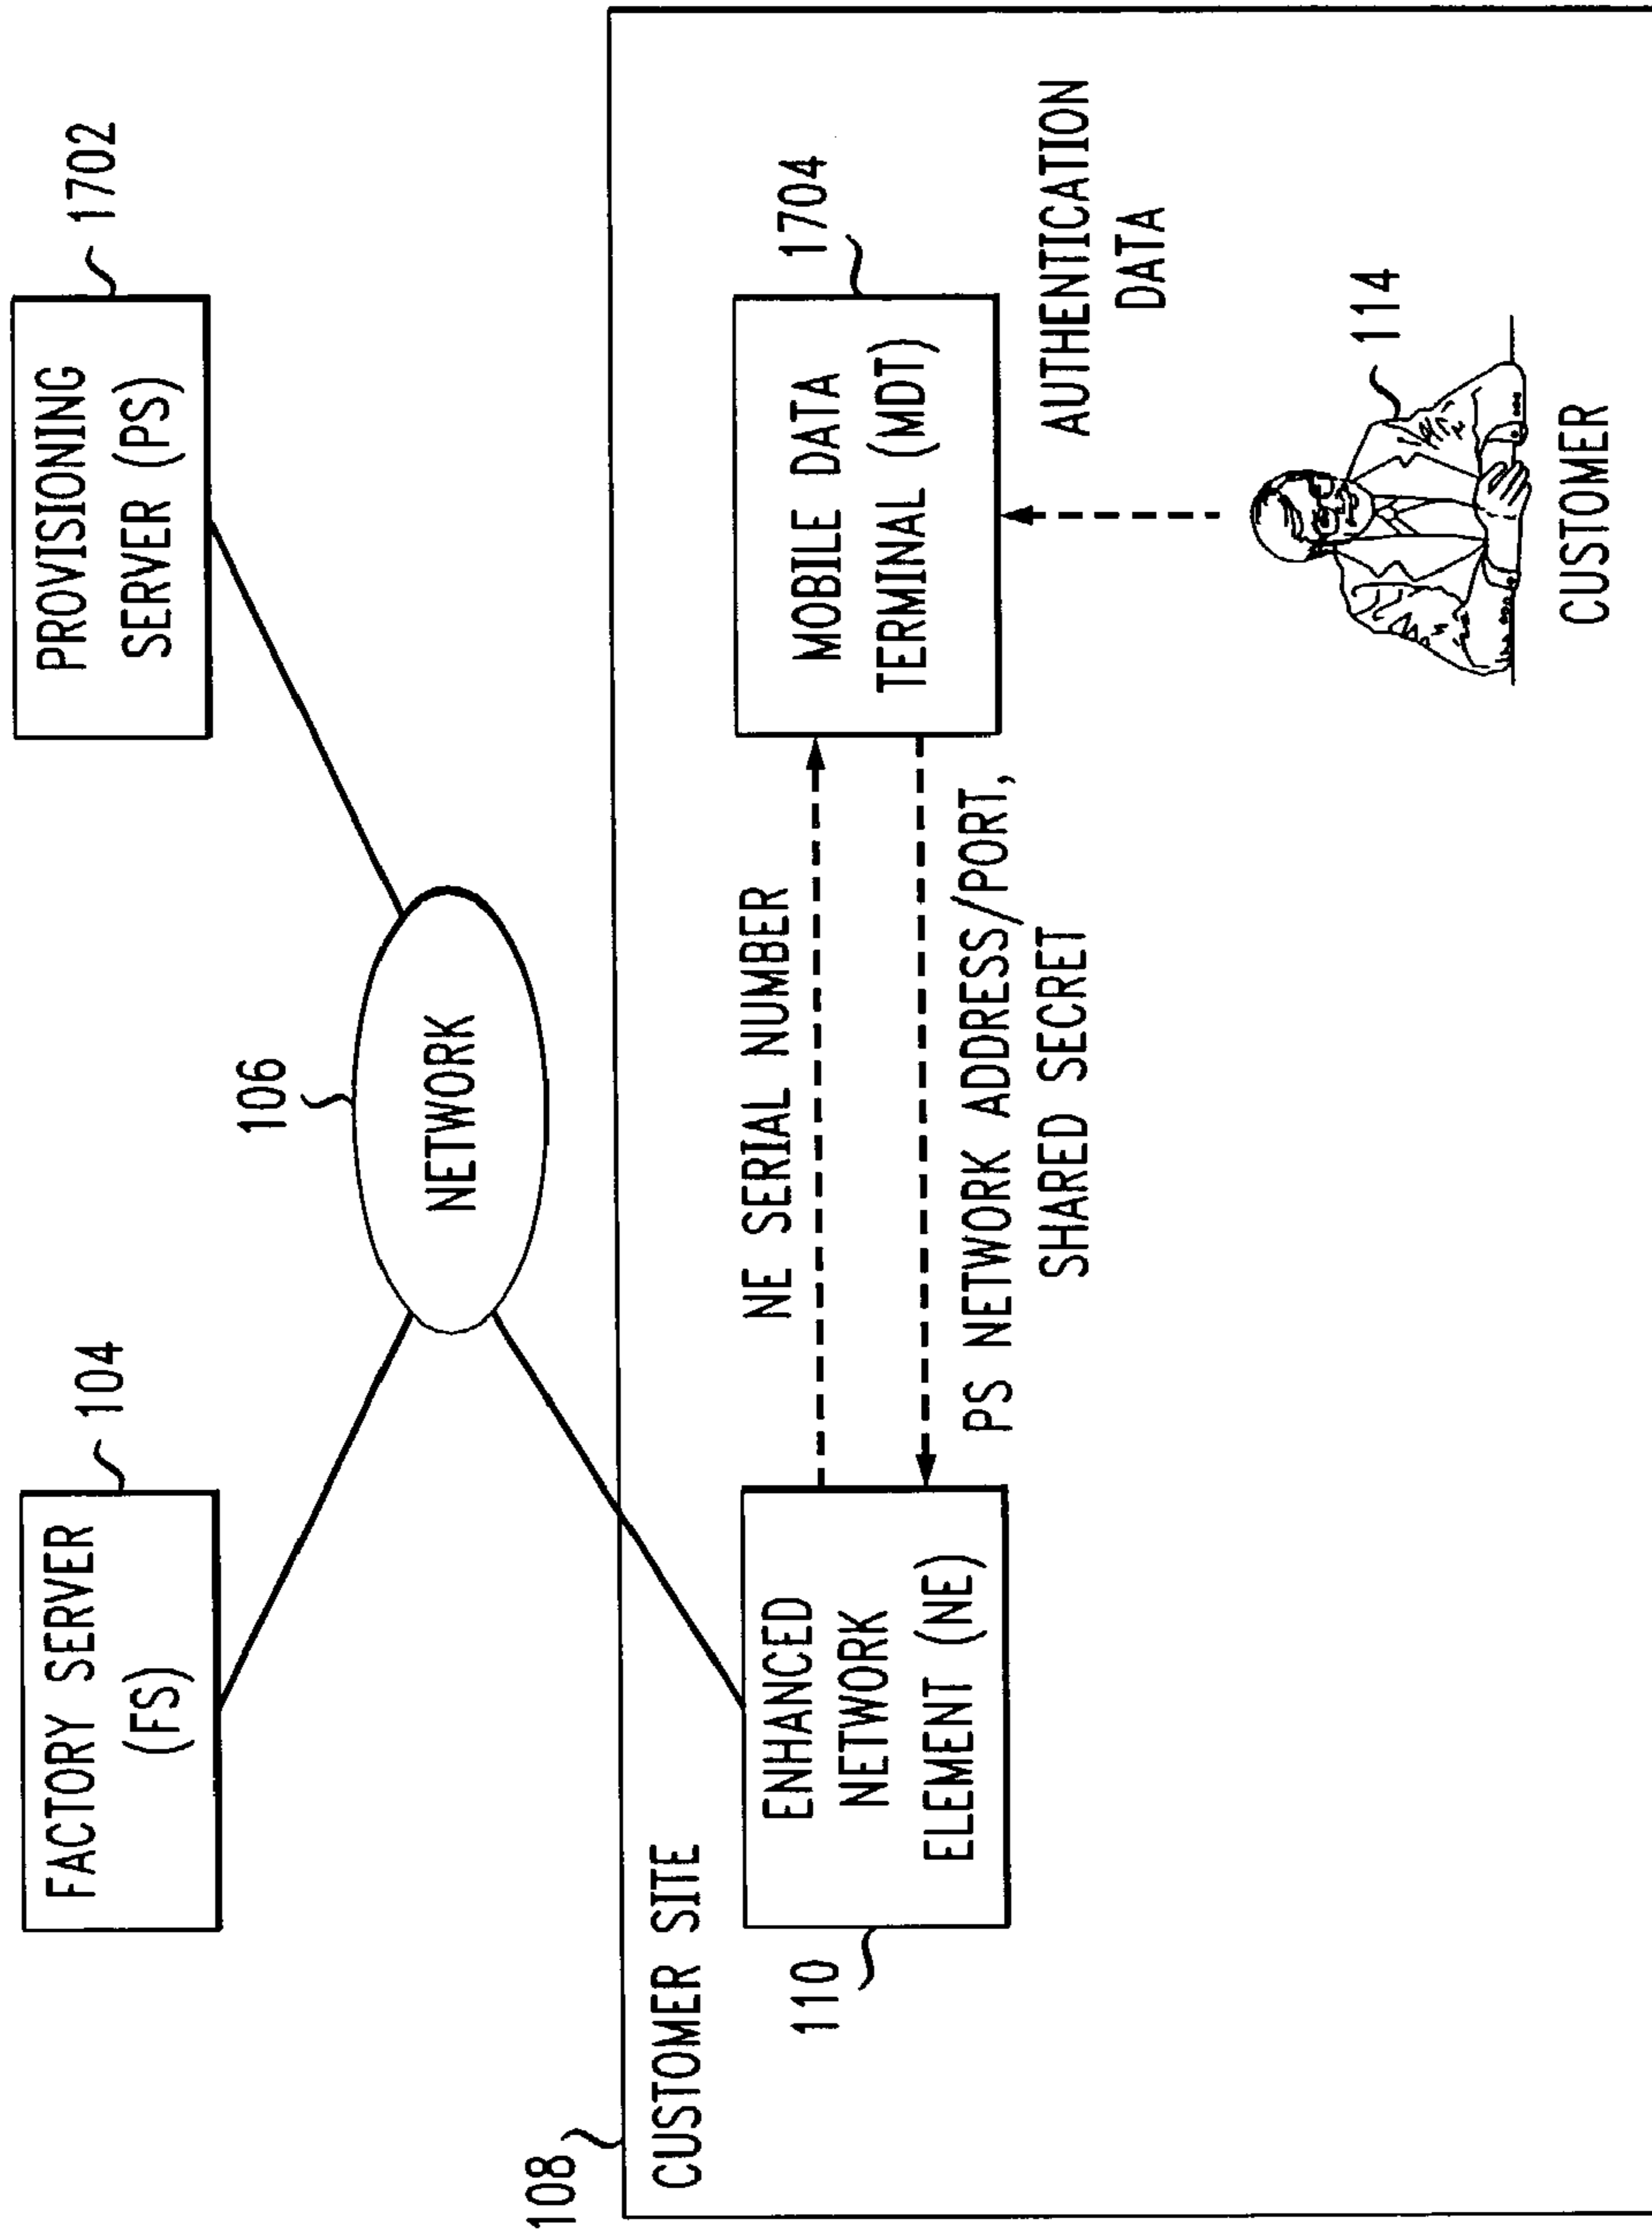 FACTORY SERVER
(FS)
104
PROVISIONING
SERVER (PS)
1702
106
NETWORK
108
CUSTOMER SITE
110
ENHANCED
NETWORK
ELEMENT (NE)
NE SERIAL NUMBER
PS NETWORK ADDRESS/PORT,
SHARED SECRET
MOBILE DATA
TERMINAL (MDT)
1704
AUTHENTICATION
DATA
114
CUSTOMER